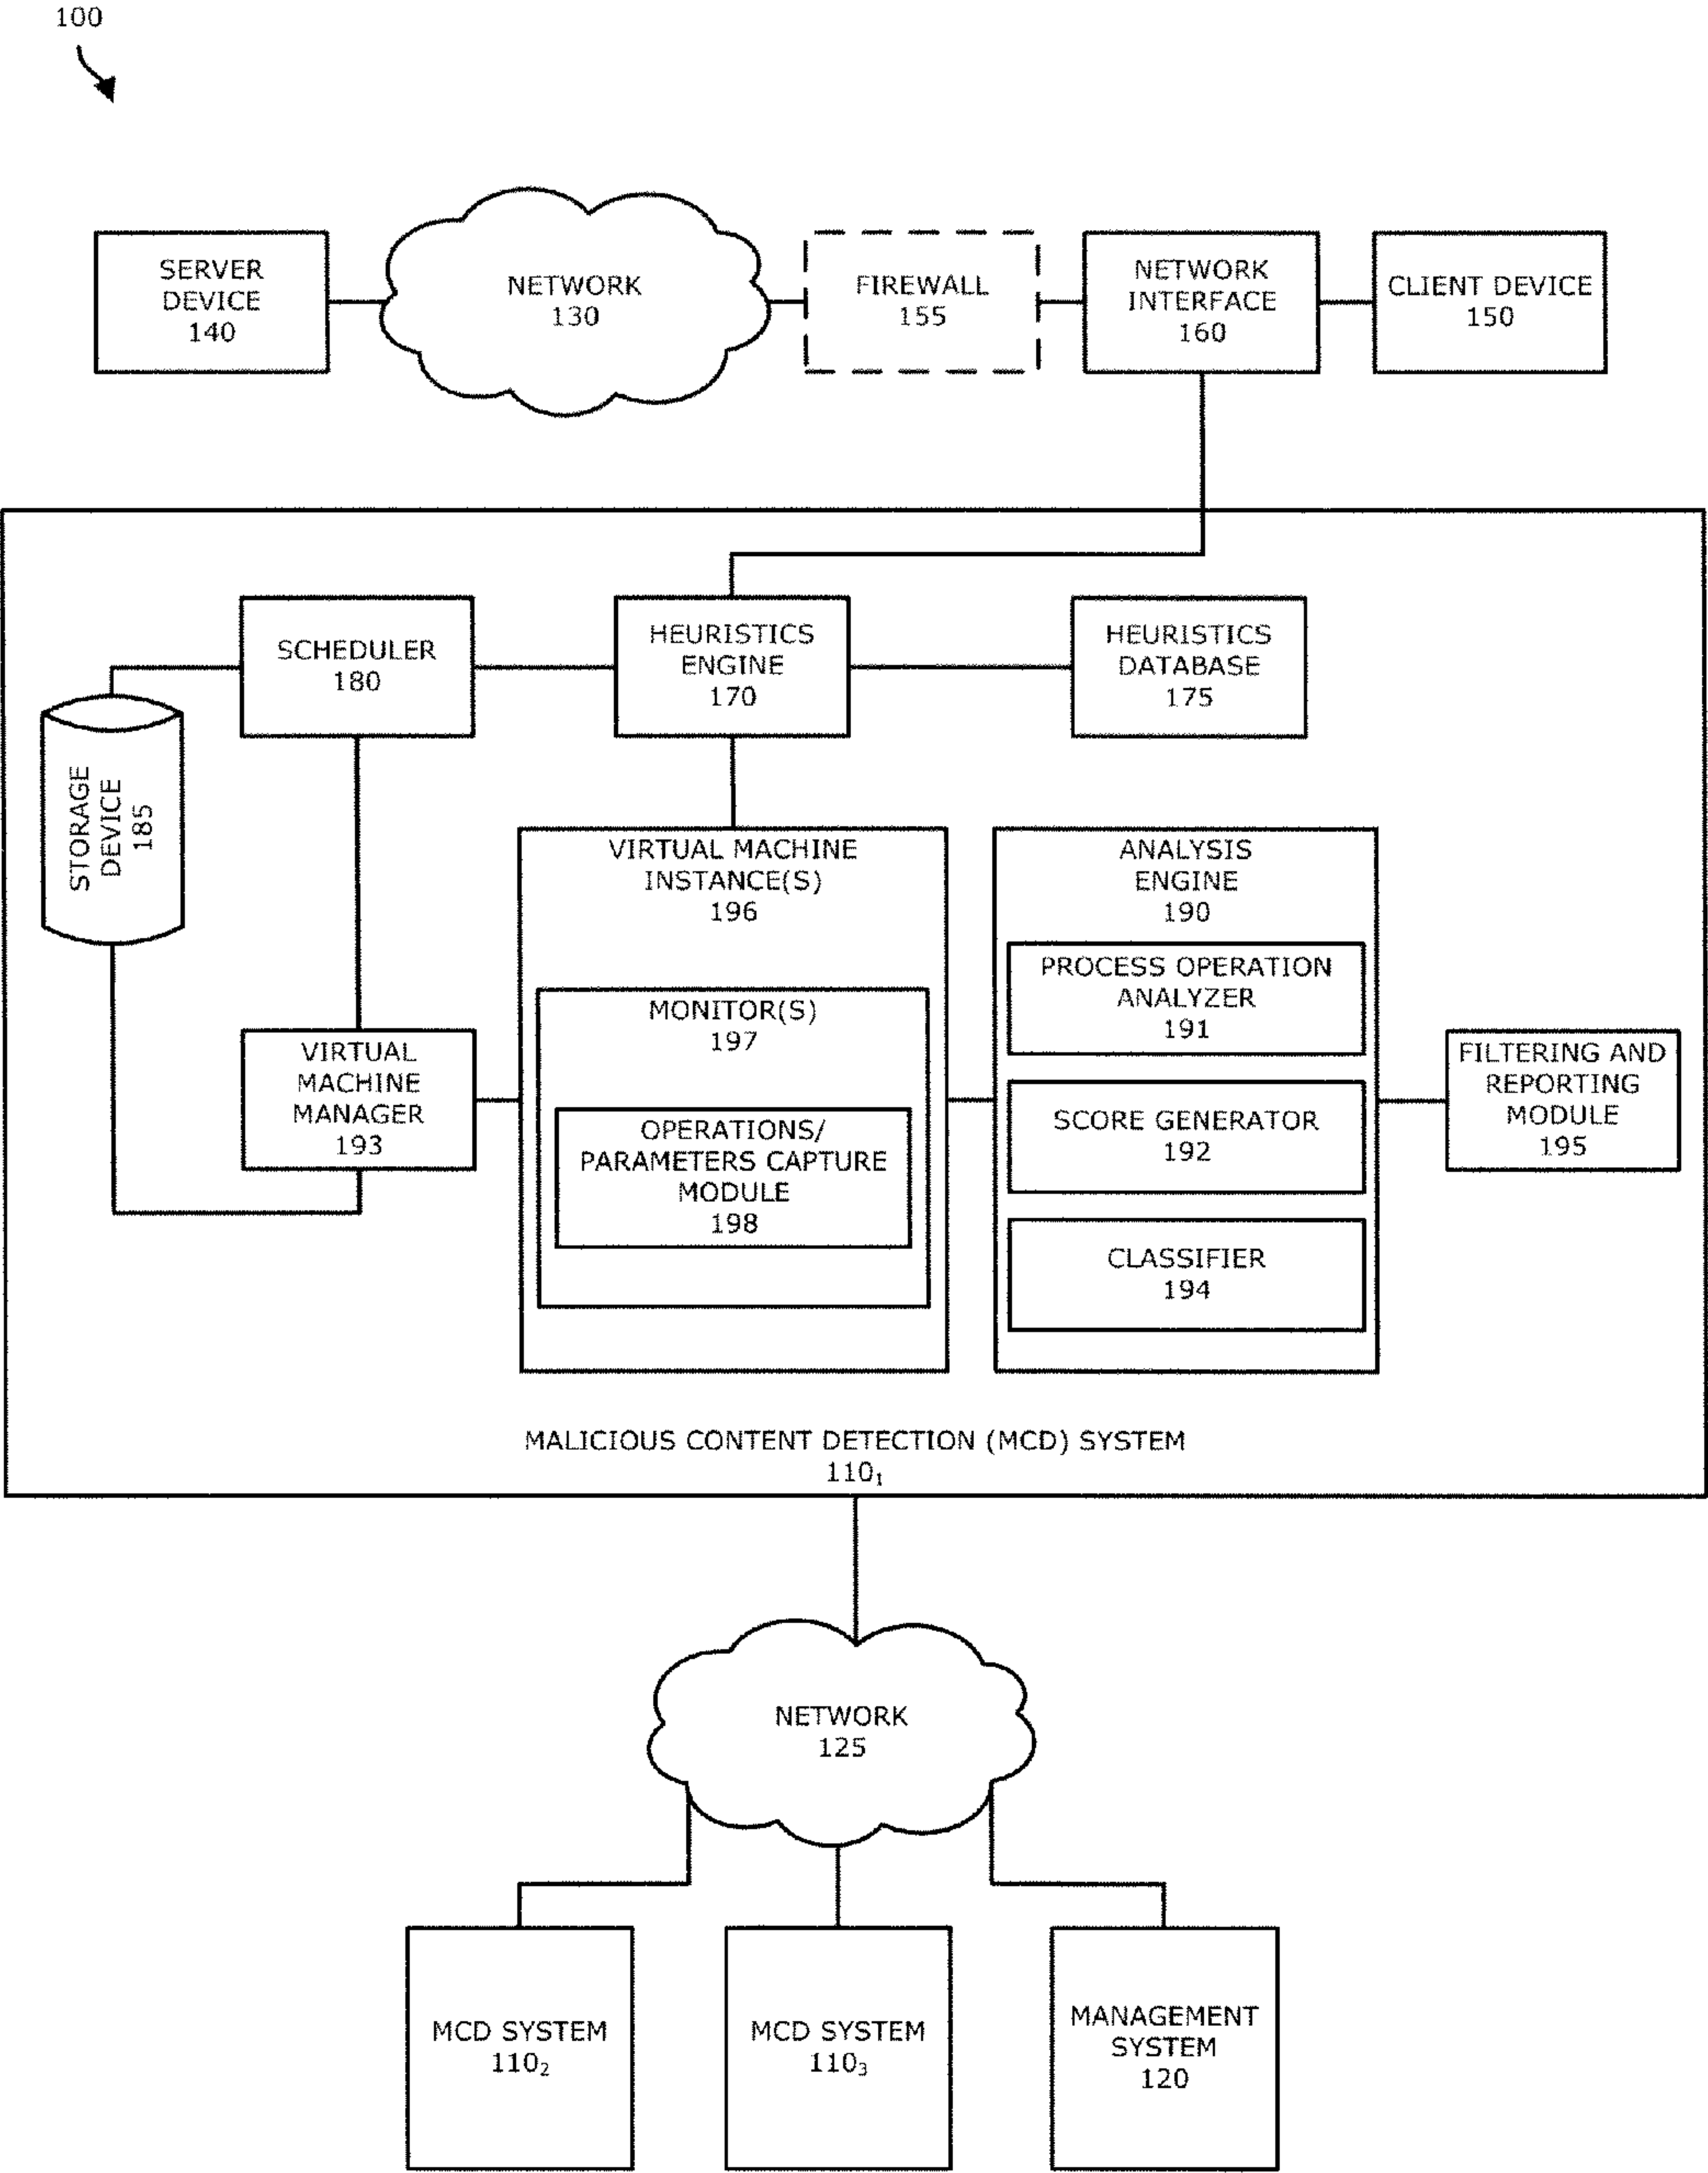 100
SERVER
DEVICE
140
NETWORK
130
FIREWALL
155
NETWORK
INTERFACE
160
CLIENT DEVICE
150
SCHEDULER
180
HEURISTICS
ENGINE
170
HEURISTICS
DATABASE
175
STORAGE
DEVICE
185
VIRTUAL MACHINE
INSTANCE(S)
196
ANALYSIS
ENGINE
190
PROCESS OPERATION
ANALYZER
191
MONITOR(S)
197
VIRTUAL
MACHINE
MANAGER
193
FILTERING AND
REPORTING
MODULE
195
OPERATIONS/
PARAMETERS CAPTURE
MODULE
198
SCORE GENERATOR
192
CLASSIFIER
194
MALICIOUS CONTENT DETECTION (MCD) SYSTEM
110₁
NETWORK
125
MCD SYSTEM
110₂
MCD SYSTEM
110₃
MANAGEMENT
SYSTEM
120